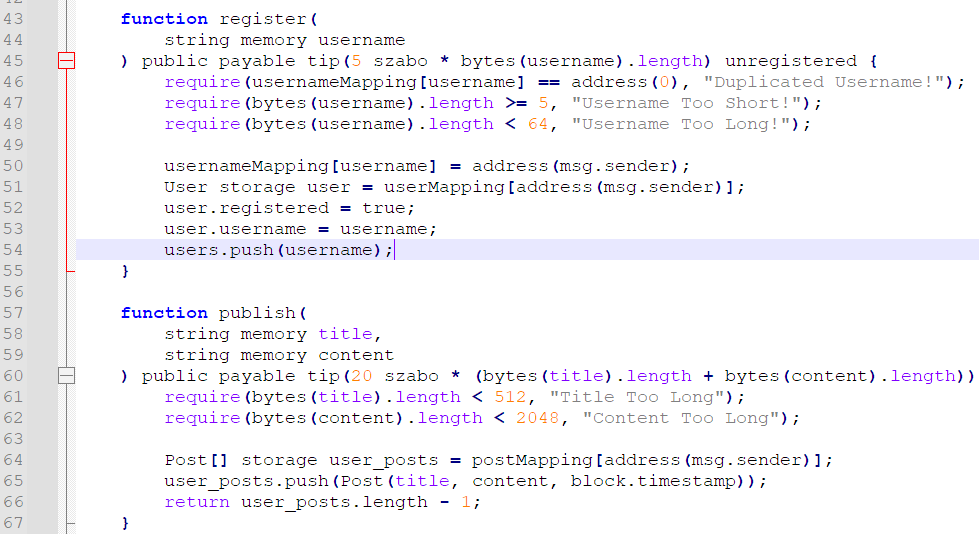 43 function register(
44 string memory username
45 ) public payable tip(5 szabo * bytes(username).length) unregistered {
46 require(usernameMapping[username] == address(0), "Duplicated Username!");
47 require(bytes(username).length >= 5, "Username Too Short!");
48 require(bytes(username).length < 64, "Username Too Long!");
49
50 usernameMapping[username] = address(msg.sender);
51 User storage user = userMapping[address(msg.sender)];
52 user.registered = true;
53 user.username = username;
54 users.push(username);
55 }
56
57 function publish(
58 string memory title,
59 string memory content
60 ) public payable tip(20 szabo * (bytes(title).length + bytes(content).length))
61 require(bytes(title).length < 512, "Title Too Long");
62 require(bytes(content).length < 2048, "Content Too Long");
63
64 Post[] storage user_posts = postMapping[address(msg.sender)];
65 user_posts.push(Post(title, content, block.timestamp));
66 return user_posts.length - 1;
67 }